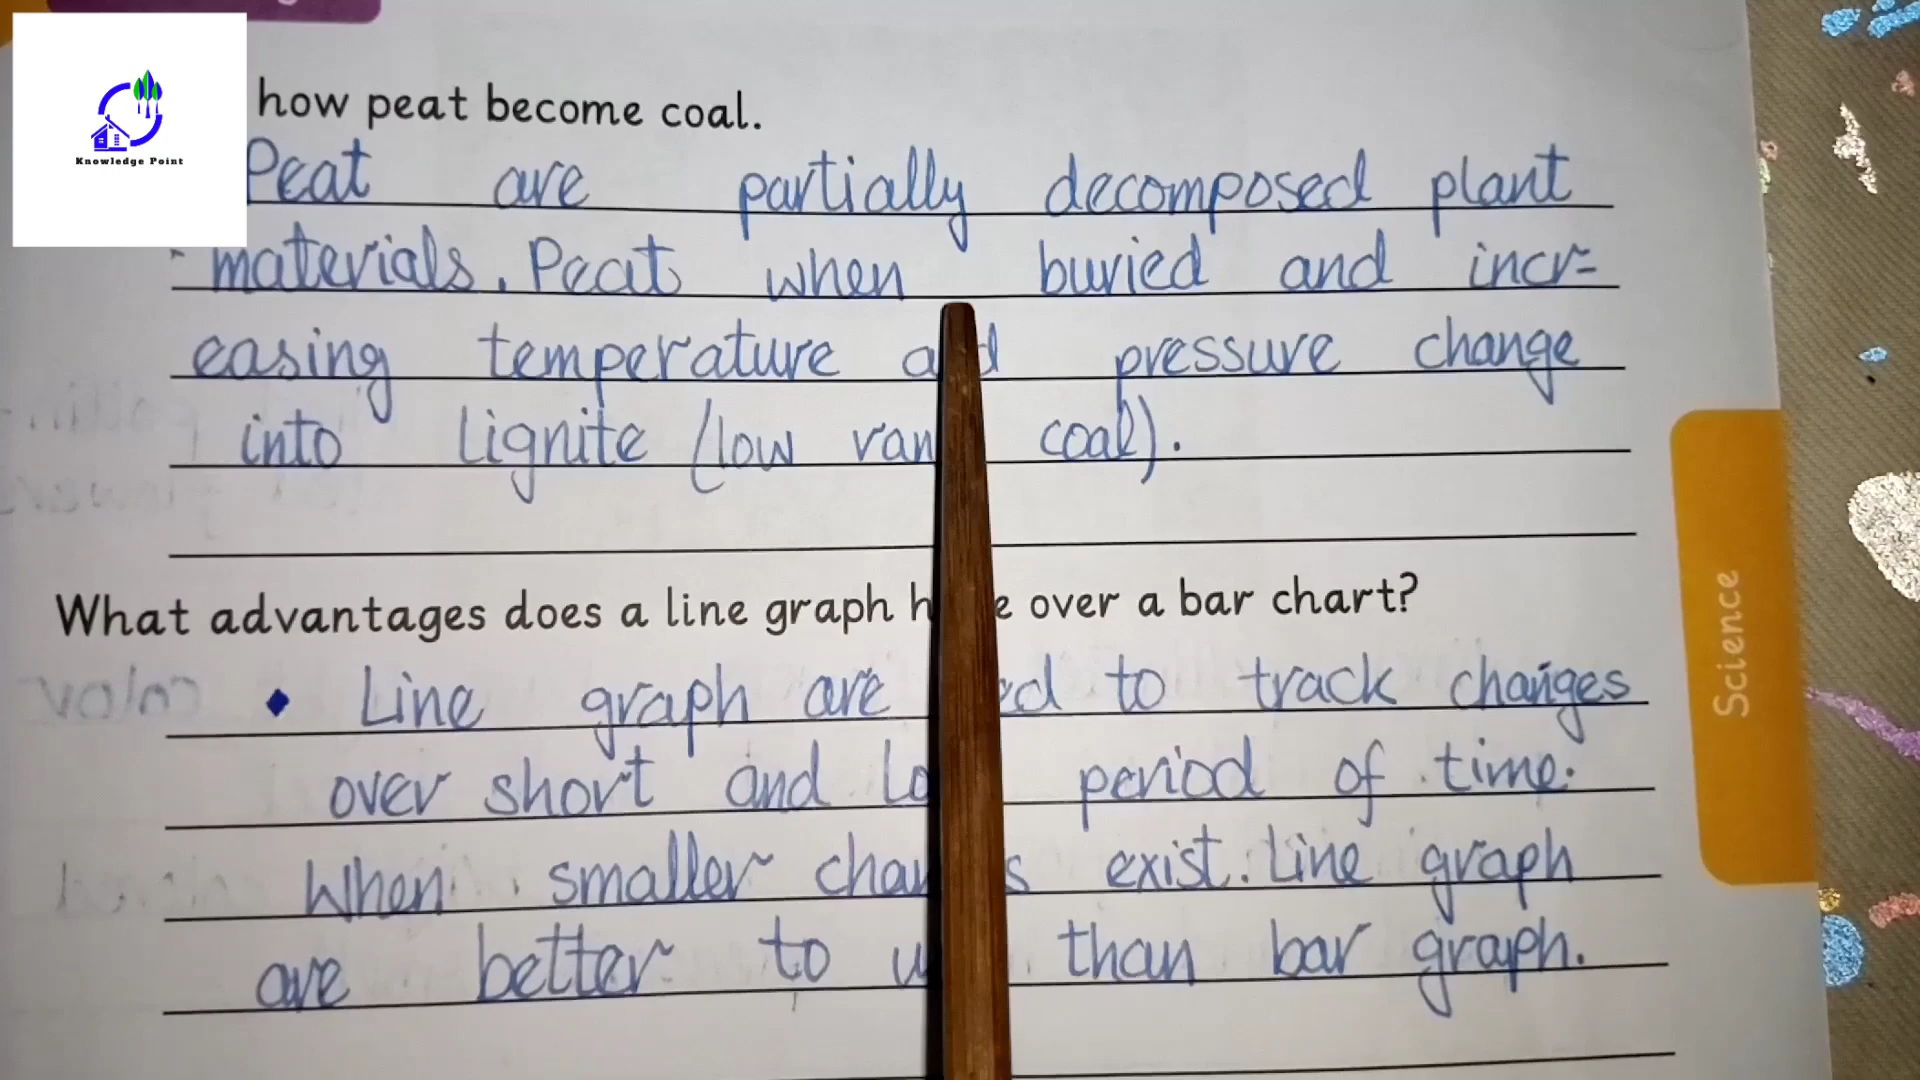 Knowledge Point
how peat become coal.
Peat are partially decomposed plant
materials. Peat when buried and incr-
easing temperature and pressure change
into Lignite (low coal).
What advantages does a line graph have over a bar chart?
Line graph are to track changes
over short and period of time.
When smaller changes exist. Line graph
are better to than bar graph.
Science